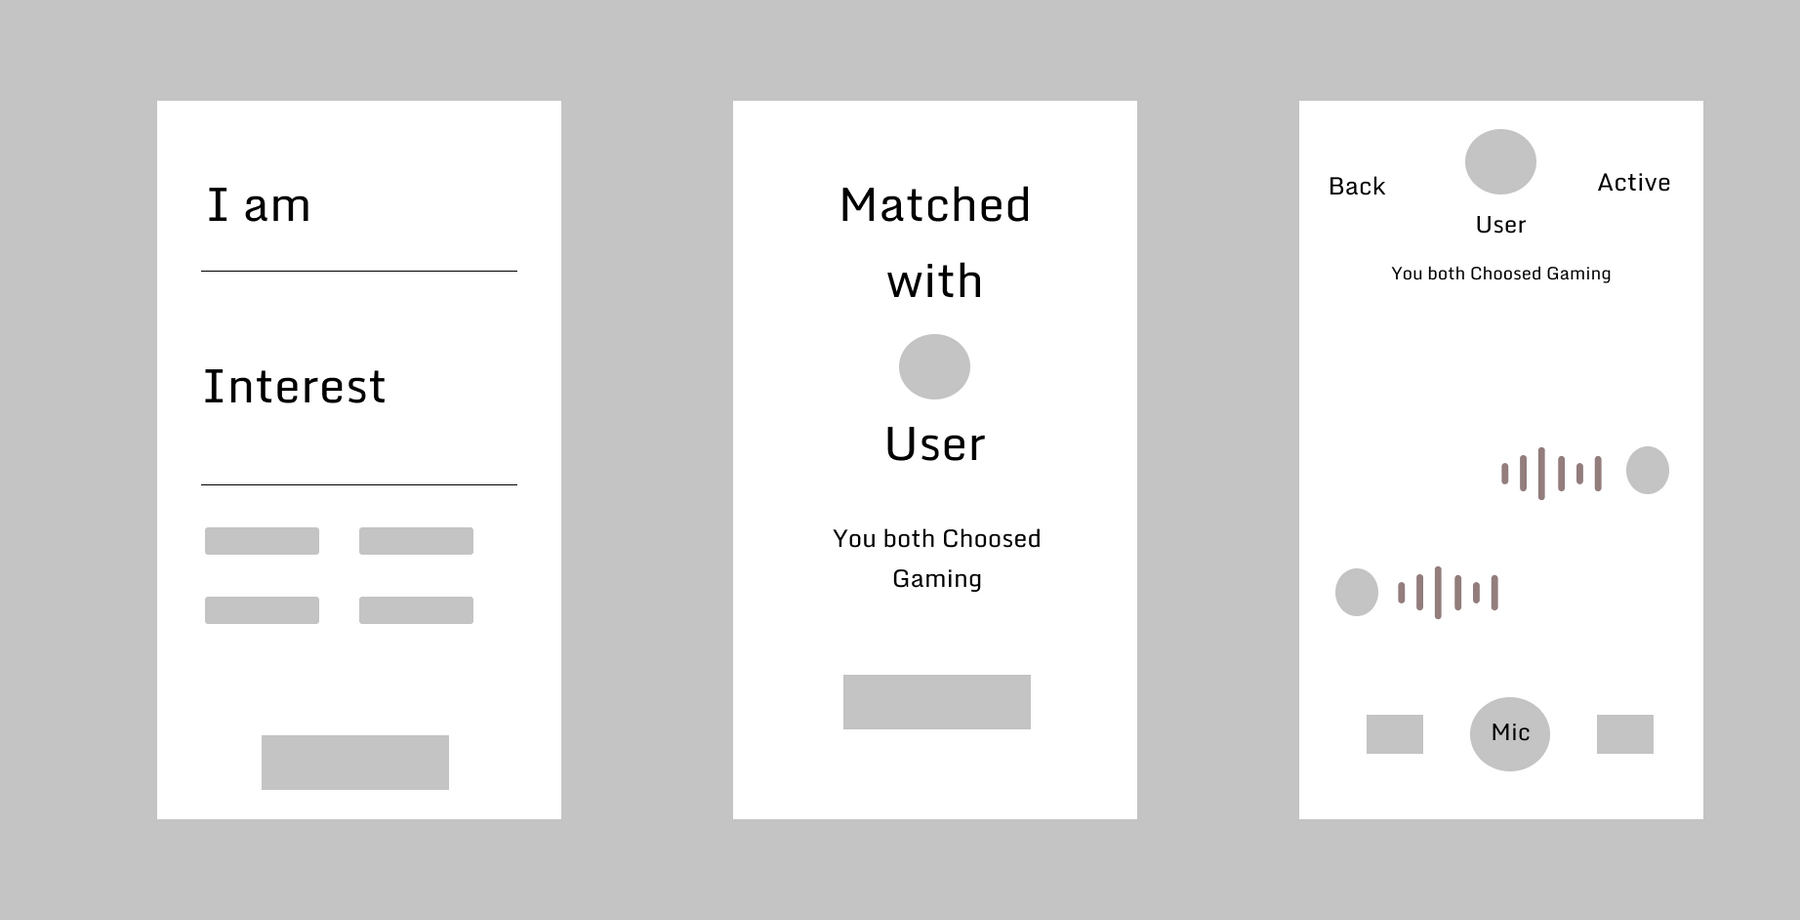 I am
Interest
Matched
with
User
You both Choosed
Gaming
Back
Active
User
You both Choosed Gaming
Mic